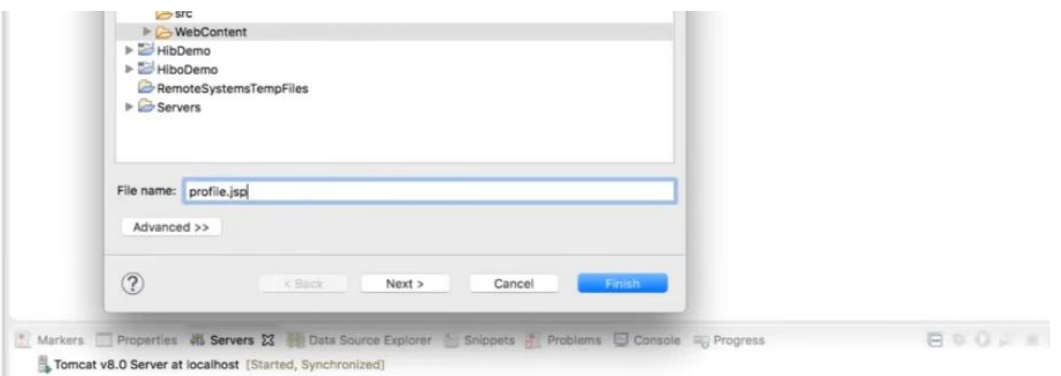 src
WebContent
HibDemo
HiboDemo
RemoteSystemsTempFiles
Servers
File name: profile.jsp
Advanced >>
? < Back Next > Cancel Finish
Markers Properties Servers Data Source Explorer Snippets Problems Console Progress
Tomcat v8.0 Server at localhost [Started, Synchronized]